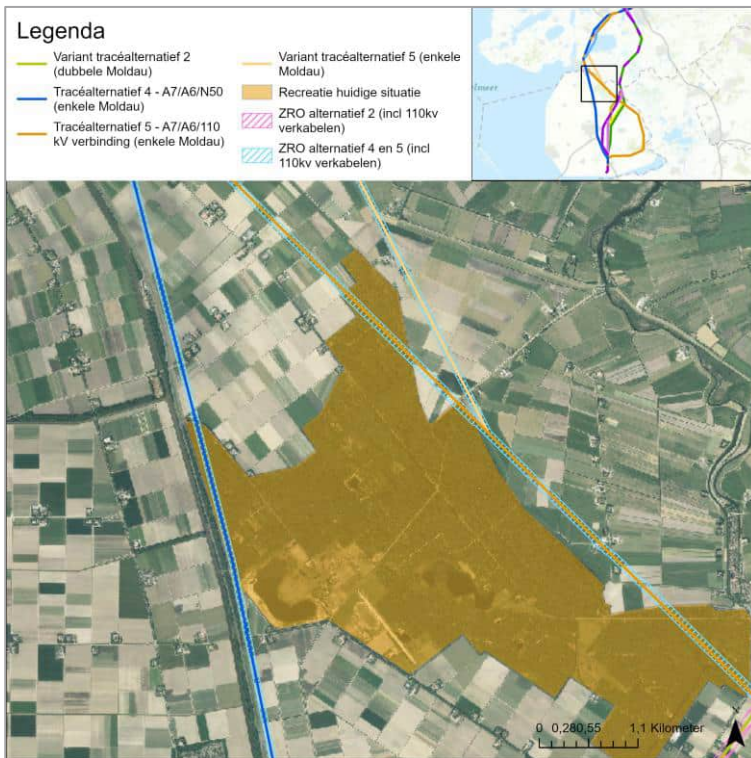 Legenda
Variant tracéalternatief 2
(dubbele Moldau)
Tracéalternatief 4 - A7/A6/N50
(enkele Moldau)
Tracéalternatief 5 - A7/A6/110
kV verbinding (enkele Moldau)
Variant tracéalternatief 5 (enkele
Moldau)
Recreatie huidige situatie
ZRO alternatief 2 (incl 110kv
verkabelen)
ZRO alternatief 4 en 5 (incl
110kv verkabelen)
0 0,280,55 1,1 Kilometer
N